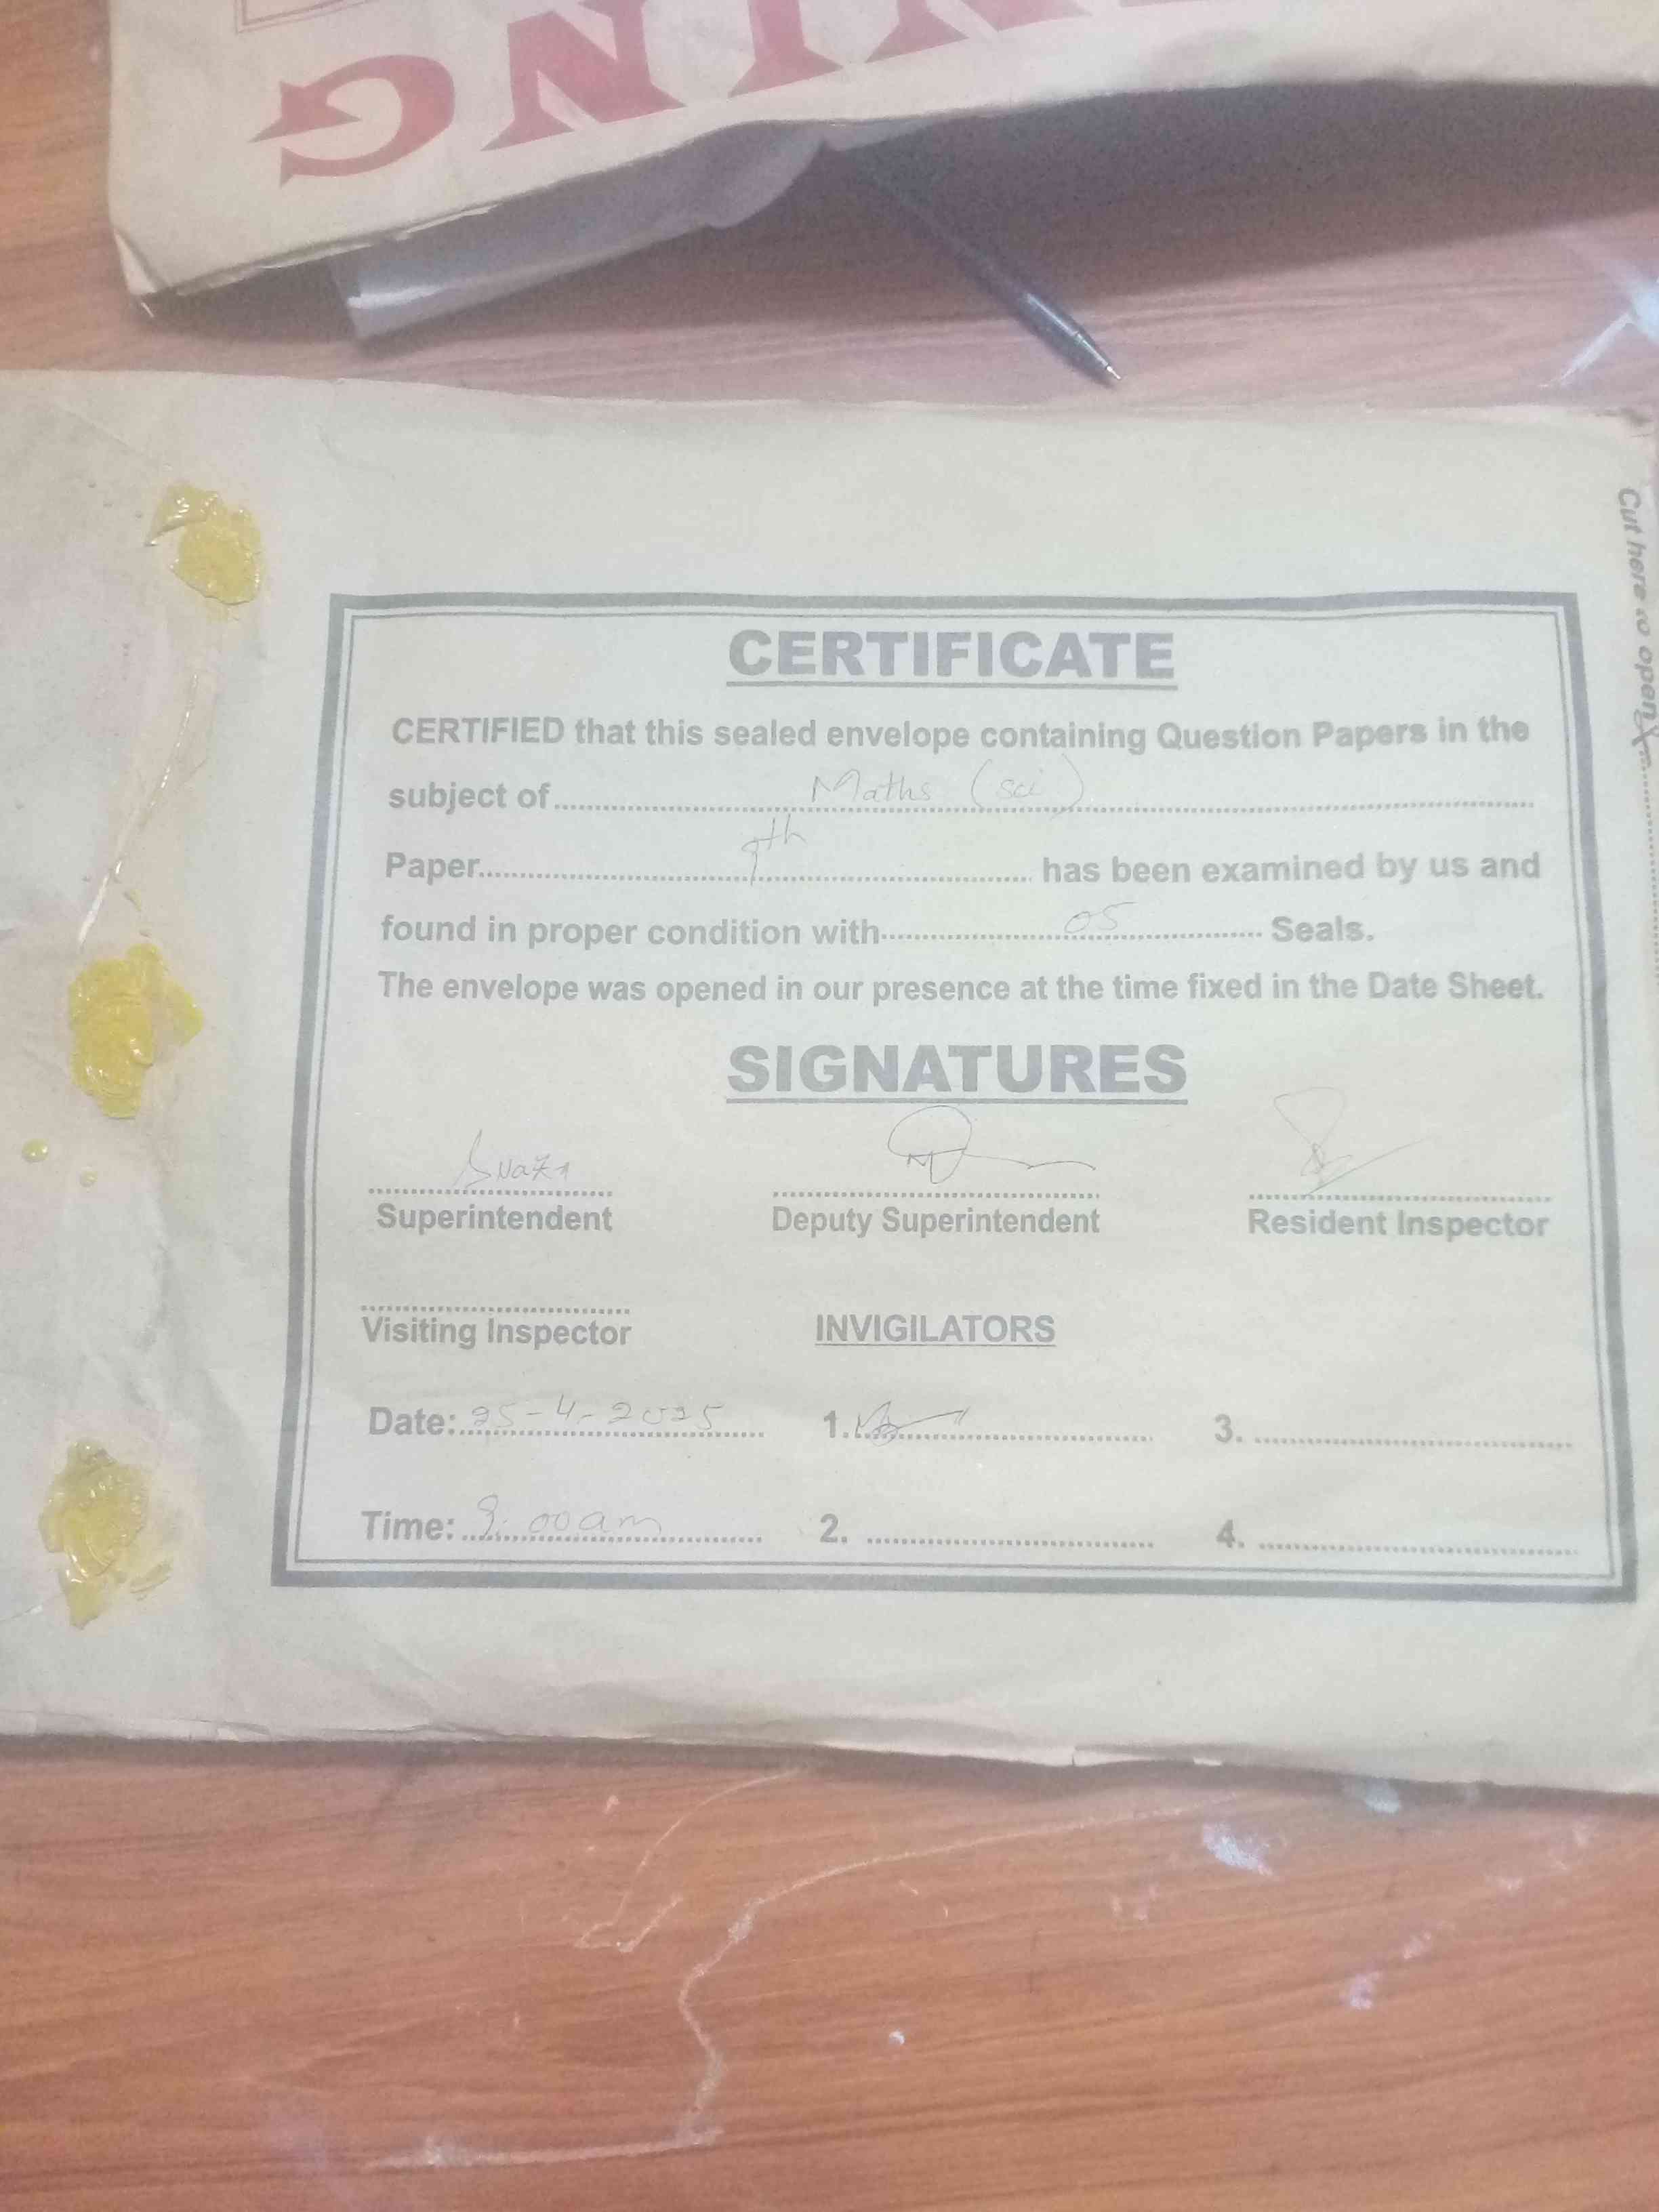 NING
Cut here to open
CERTIFICATE
CERTIFIED that this sealed envelope containing Question Papers in the
subject of Maths (sci)
Paper 9th has been examined by us and
found in proper condition with 05 Seals.
The envelope was opened in our presence at the time fixed in the Date Sheet.
SIGNATURES
Superintendent Deputy Superintendent Resident Inspector
Visiting Inspector INVIGILATORS
Date: 25-4-2025 1. 3.
Time: 9:00am 2. 4.